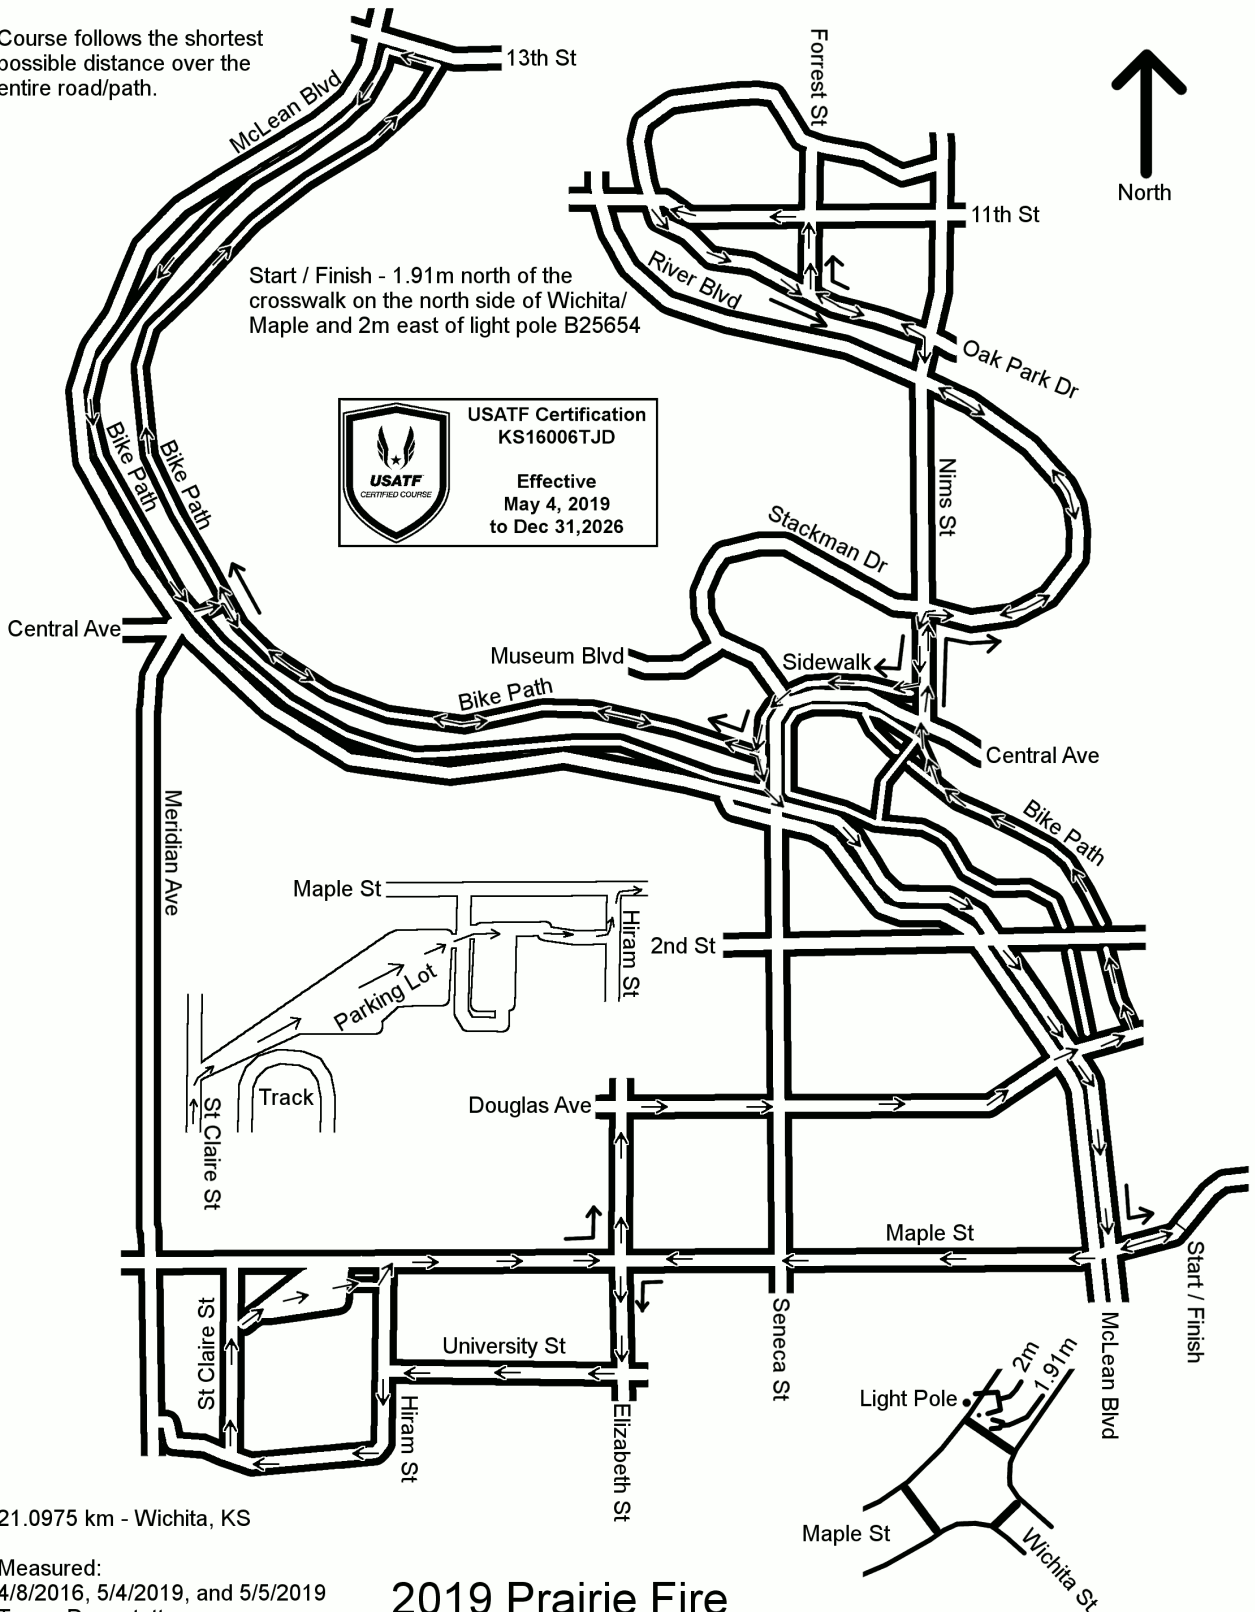 Course follows the shortest
possible distance over the
entire road/path.
13th St
McLean Blvd
Forrest St
North
11th St
River Blvd
Start / Finish - 1.91m north of the
crosswalk on the north side of Wichita/
Maple and 2m east of light pole B25654
Oak Park Dr
USATF Certification
KS16006TJD
Effective
May 4, 2019
to Dec 31,2026
USATF
CERTIFIED COURSE
Bike Path
Bike Path
Nims St
Stackman Dr
Central Ave
Museum Blvd
Sidewalk
Bike Path
Central Ave
Meridian Ave
Bike Path
Maple St
Hiram St
2nd St
Parking Lot
Track
St Claire St
Douglas Ave
Maple St
Start / Finish
St Claire St
University St
Seneca St
McLean Blvd
Hiram St
Elizabeth St
2m
1.91m
Light Pole
Maple St
Wichita St
21.0975 km - Wichita, KS
Measured:
4/8/2016, 5/4/2019, and 5/5/2019
2019 Prairie Fire